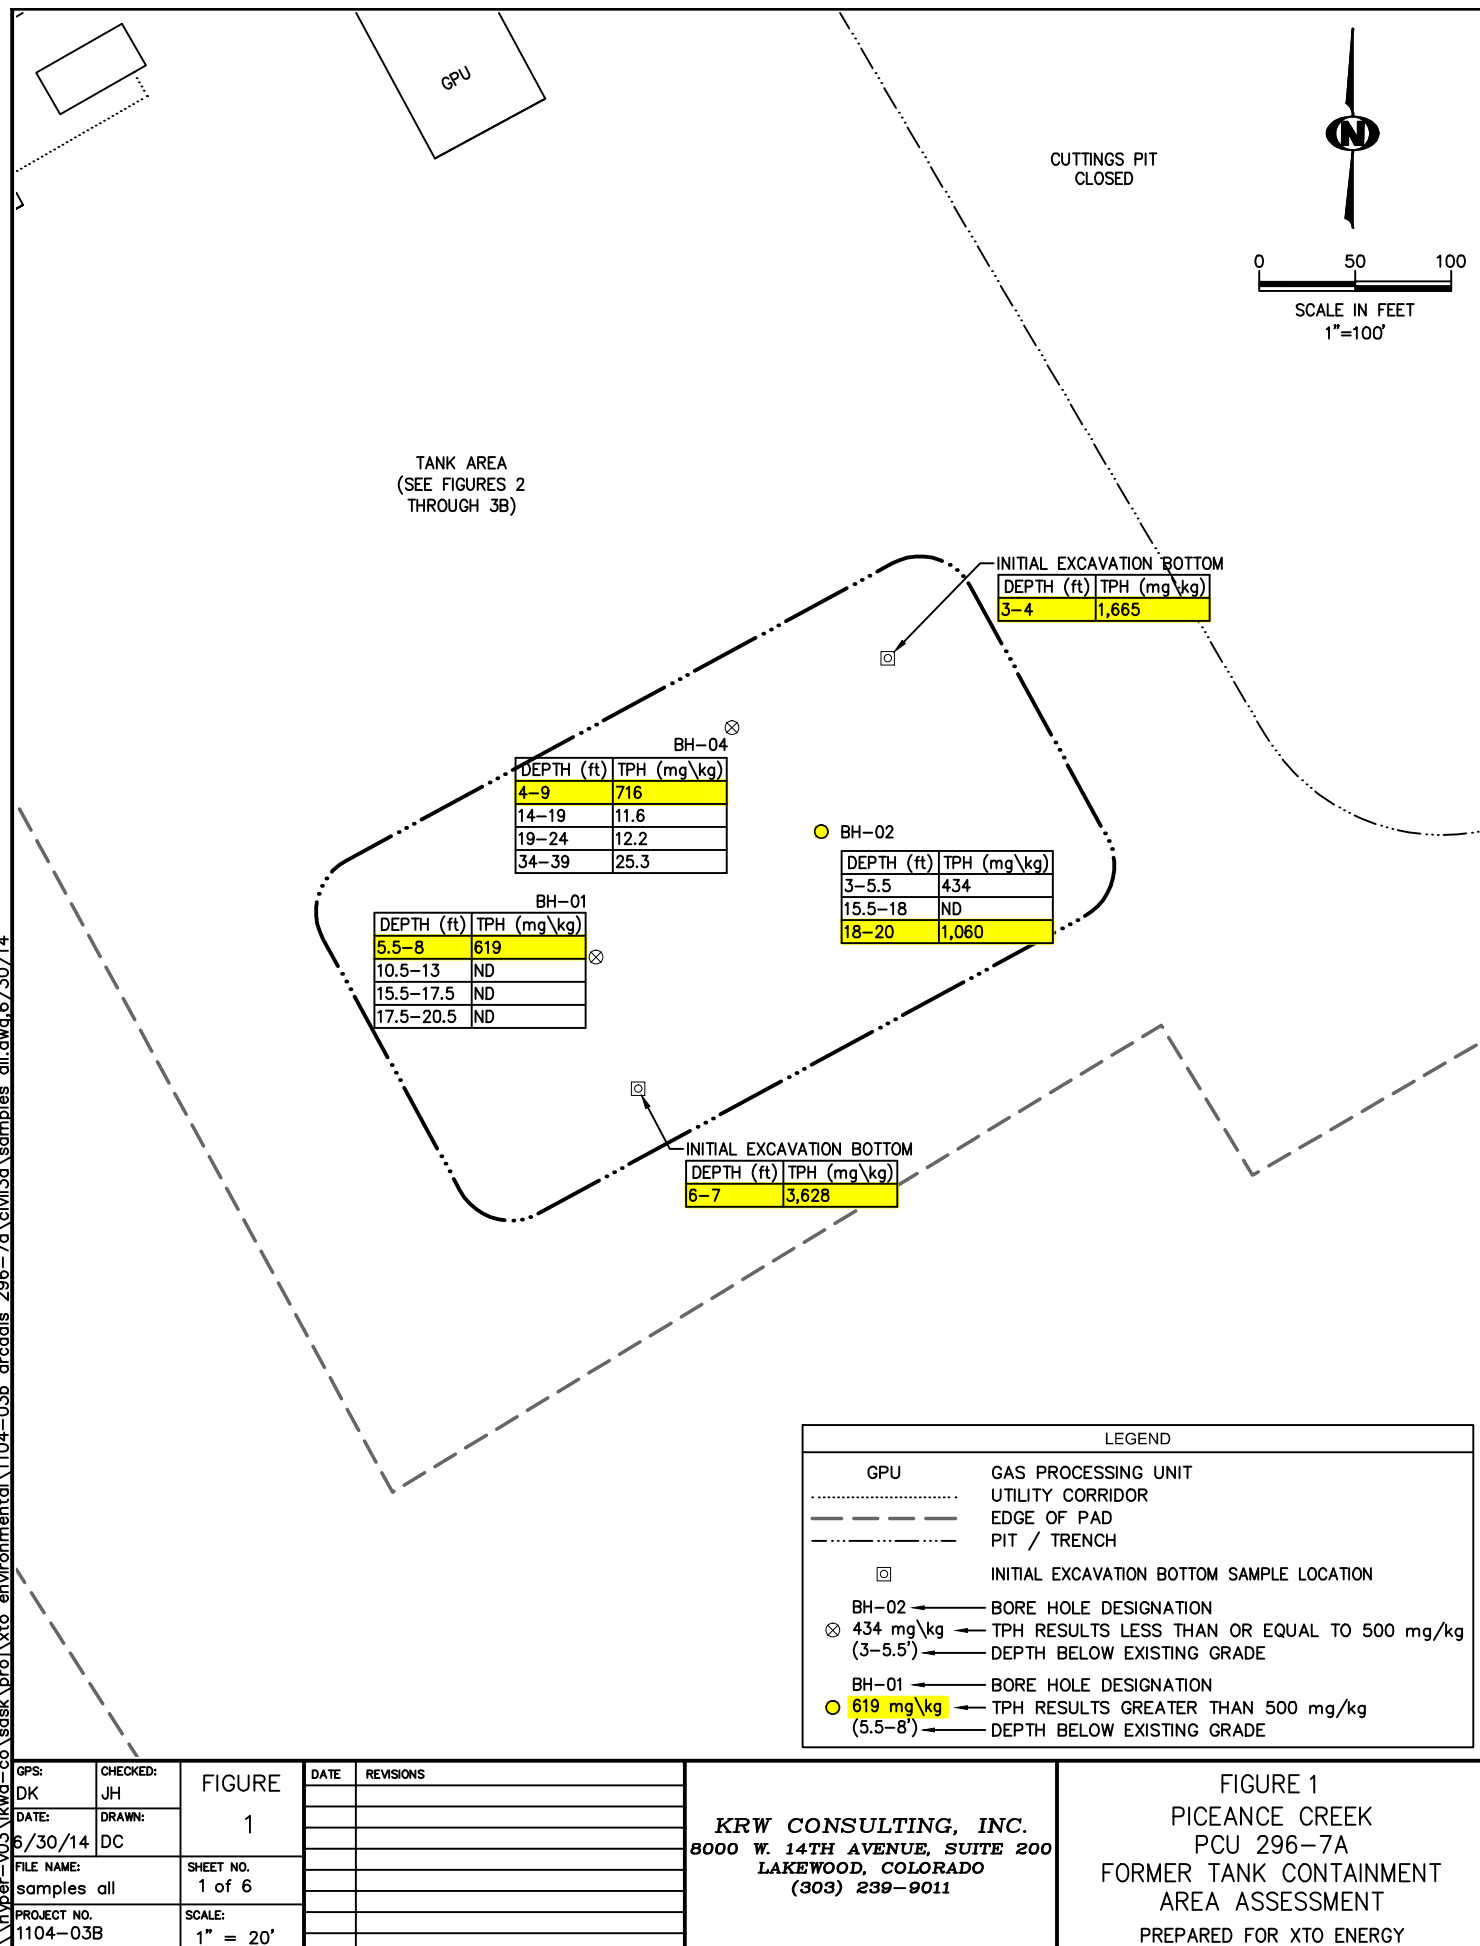 GPU
CUTTINGS PIT
CLOSED
N
0 50 100
SCALE IN FEET
1"=100'
TANK AREA
(SEE FIGURES 2
THROUGH 3B)
INITIAL EXCAVATION BOTTOM
DEPTH (ft) TPH (mg\kg)
3-4 1,665
BH-04
DEPTH (ft) TPH (mg\kg)
4-9 716
14-19 11.6
19-24 12.2
34-39 25.3
BH-02
DEPTH (ft) TPH (mg\kg)
3-5.5 434
15.5-18 ND
18-20 1,060
BH-01
DEPTH (ft) TPH (mg\kg)
5.5-8 619
10.5-13 ND
15.5-17.5 ND
17.5-20.5 ND
INITIAL EXCAVATION BOTTOM
DEPTH (ft) TPH (mg\kg)
6-7 3,628
LEGEND
GPU GAS PROCESSING UNIT
UTILITY CORRIDOR
EDGE OF PAD
PIT / TRENCH
INITIAL EXCAVATION BOTTOM SAMPLE LOCATION
BH-02 BORE HOLE DESIGNATION
434 mg\kg TPH RESULTS LESS THAN OR EQUAL TO 500 mg/kg
(3-5.5') DEPTH BELOW EXISTING GRADE
BH-01 BORE HOLE DESIGNATION
619 mg\kg TPH RESULTS GREATER THAN 500 mg/kg
(5.5-8') DEPTH BELOW EXISTING GRADE
GPS: DK
CHECKED: JH
DATE: 6/30/14
DRAWN: DC
FILE NAME: samples all
PROJECT NO. 1104-03B
FIGURE
1
SHEET NO.
1 of 6
SCALE:
1" = 20'
DATE REVISIONS
KRW CONSULTING, INC.
8000 W. 14TH AVENUE, SUITE 200
LAKEWOOD, COLORADO
(303) 239-9011
FIGURE 1
PICEANCE CREEK
PCU 296-7A
FORMER TANK CONTAINMENT
AREA ASSESSMENT
PREPARED FOR XTO ENERGY